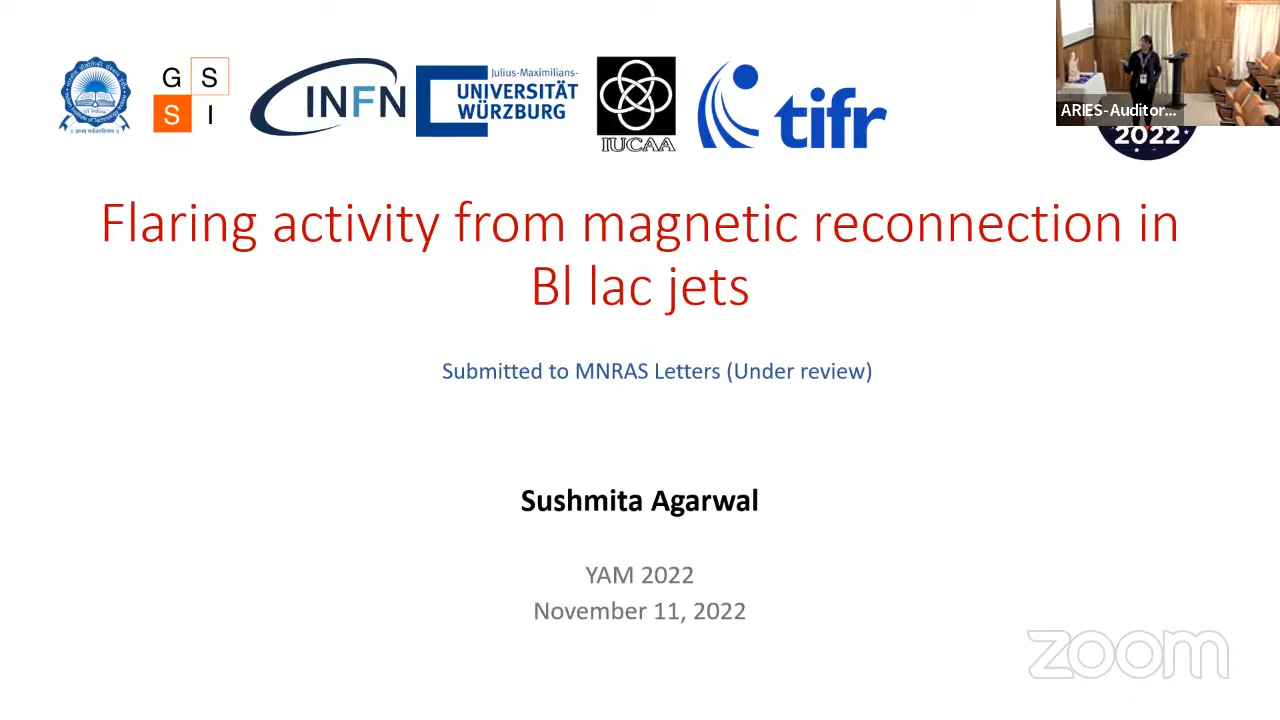 G S
S I
INFN
Julius-Maximilians-
UNIVERSITÄT
WÜRZBURG
IUCAA
tifr
ARIES-Auditor...
2022
Flaring activity from magnetic reconnection in
Bl lac jets
Submitted to MNRAS Letters (Under review)
Sushmita Agarwal
YAM 2022
November 11, 2022
zoom